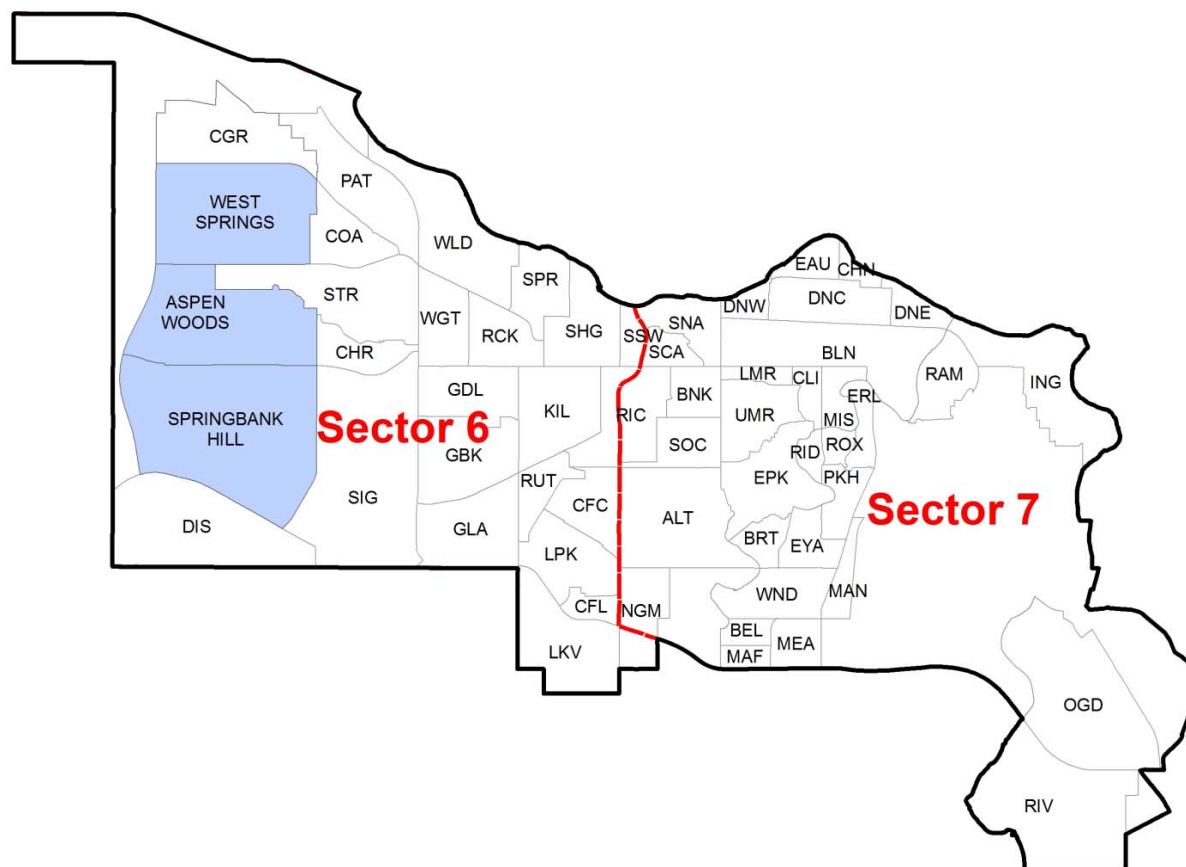 CGR
WEST
SPRINGS
PAT
COA
WLD
ASPEN
WOODS
STR
CHR
WGT
RCK
SPR
SHG
SSW
SNA
SCA
DNW
EAU
CHN
DNC
DNE
BLN
RAM
ING
SPRINGBANK
HILL
Sector 6
GDL
GBK
KIL
RIC
BNK
SOC
LMR
UMR
CLI
ERL
MIS
RID
ROX
PKH
EPK
DIS
SIG
GLA
RUT
CFC
ALT
BRT
EYA
Sector 7
LPK
CFL
NGM
WND
MAN
LKV
BEL
MAF
MEA
OGD
RIV